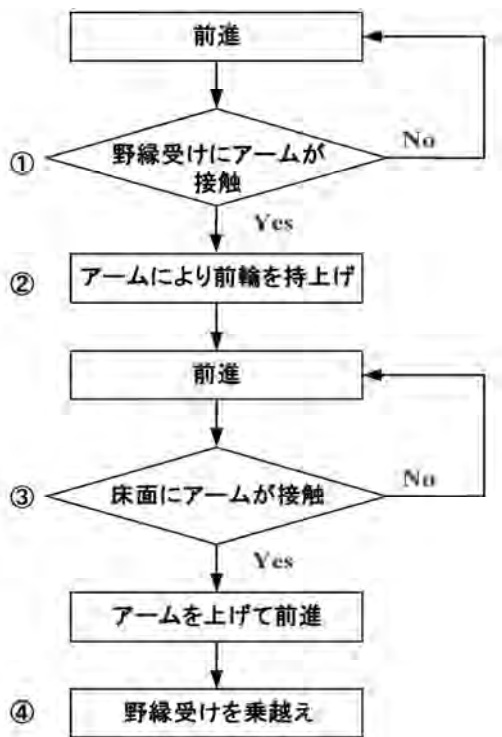 前進
①
野縁受けにアームが
接触
No
Yes
②
アームにより前輪を持上げ
前進
③
床面にアームが接触
No
Yes
アームを上げて前進
④
野縁受けを乗越え